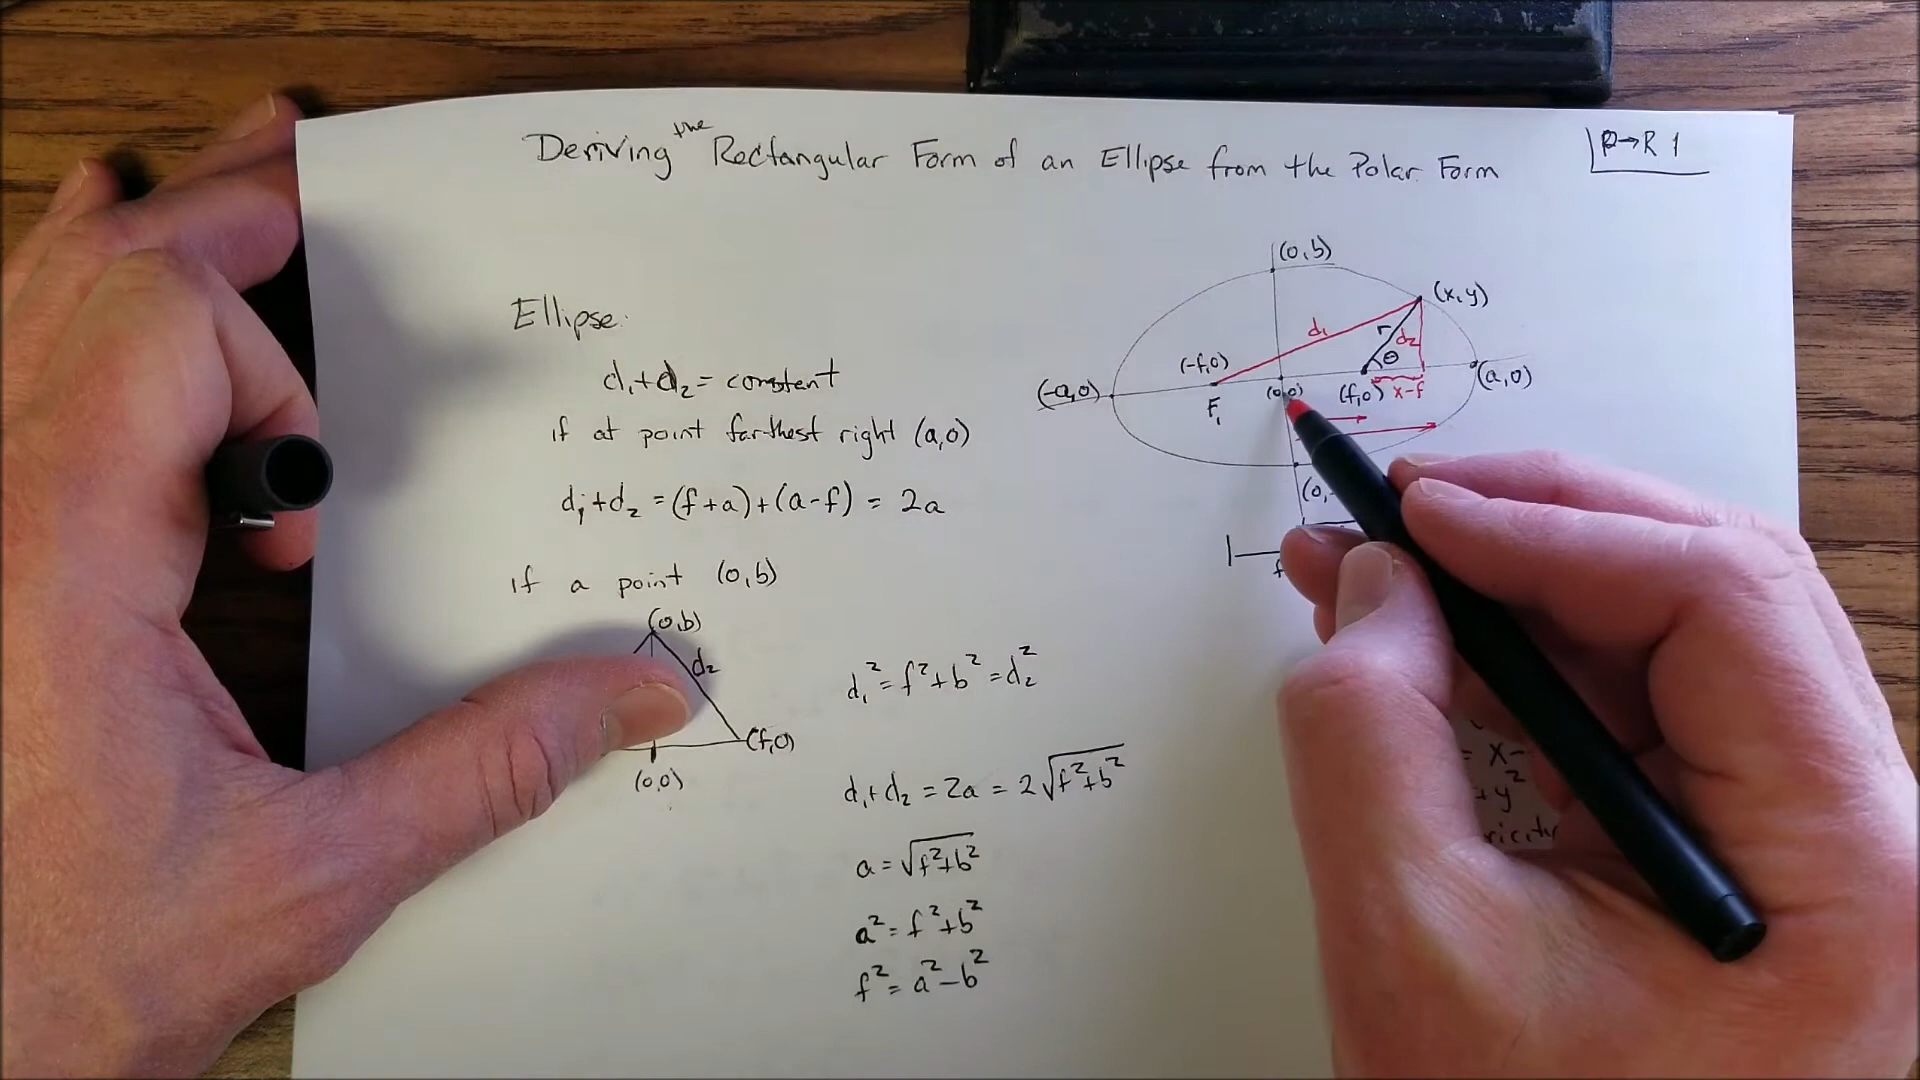 Deriving the Rectangular Form of an Ellipse from the Polar Form
P→R 1
Ellipse:
d₁+d₂ = constant
if at point farthest right (a,0)
d₁+d₂ = (f+a)+(a-f) = 2a
if a point (0,b)
(0,b)
d₂
(f,0)
(0,0)
d₁² = f²+b² = d₂²
d₁+d₂ = 2a = 2√f²+b²
a = √f²+b²
a² = f²+b²
f² = a²-b²
(0,b)
(x,y)
d₁
r
d₂
θ
(-f,0)
(-a,0)
(0,0)
(f,0)
x-f
(a,0)
F₁
(0,-
f
= x-
+ y²